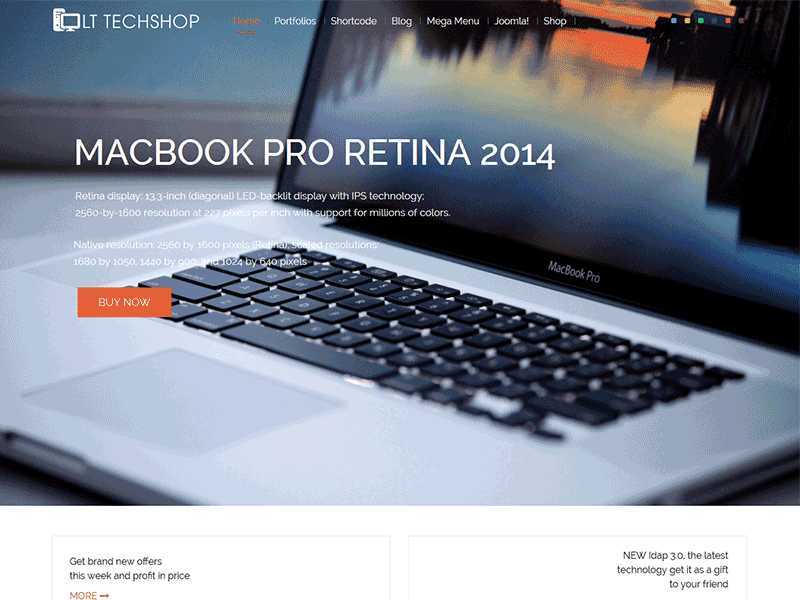 LT TECHSHOP
Home Portfolios Shortcode Blog Mega Menu Joomla! Shop
MACBOOK PRO RETINA 2014
Retina display: 13.3-inch (diagonal) LED-backlit display with IPS technology;
2560-by-1600 resolution at 227 pixels per inch with support for millions of colors.
Native resolution: 2560 by 1600 pixels (Retina); scaled resolutions:
1680 by 1050, 1440 by 900, and 1024 by 640 pixels
MacBook Pro
BUY NOW
Get brand new offers
this week and profit in price
MORE
NEW Idap 3.0, the latest
technology get it as a gift
to your friend